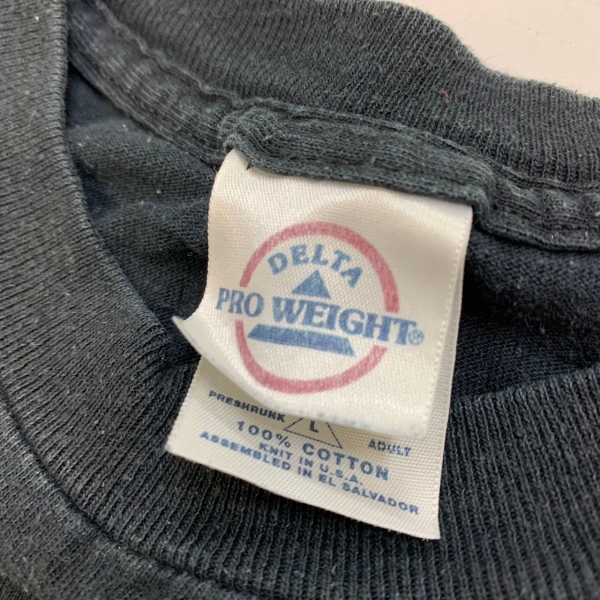 DELTA
PRO WEIGHT®
PRESHRUNK L ADULT
100% COTTON
KNIT IN U.S.A.
ASSEMBLED IN EL SALVADOR